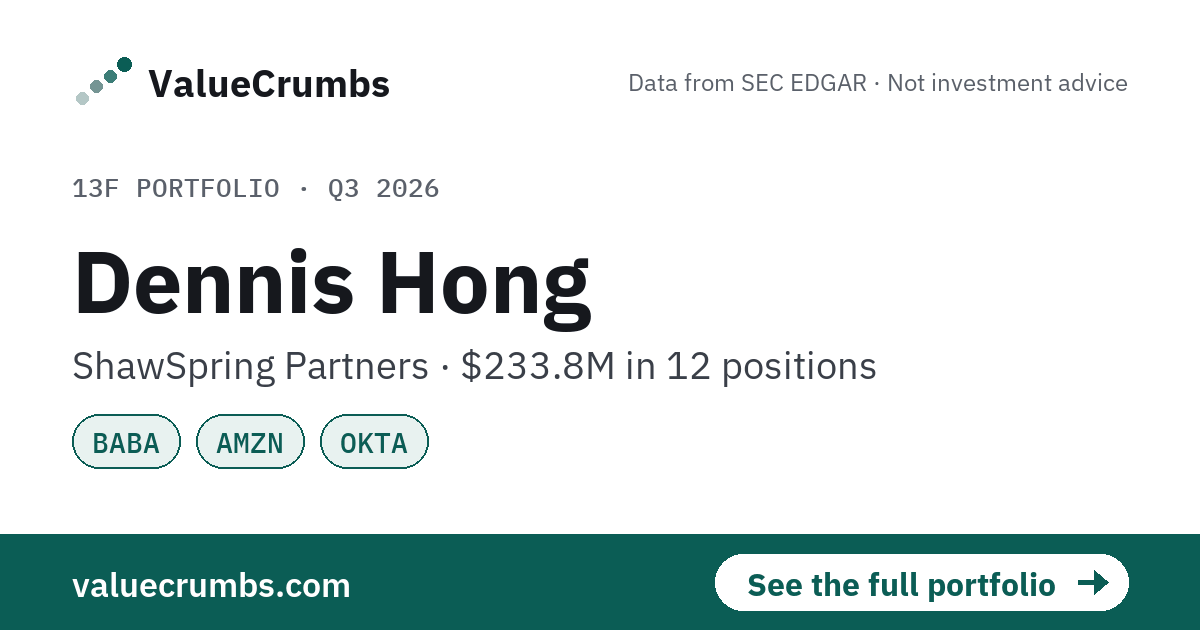 ValueCrumbs
Data from SEC EDGAR · Not investment advice
13F PORTFOLIO · Q3 2026
Dennis Hong
ShawSpring Partners · $233.8M in 12 positions
BABA AMZN OKTA
valuecrumbs.com
See the full portfolio →